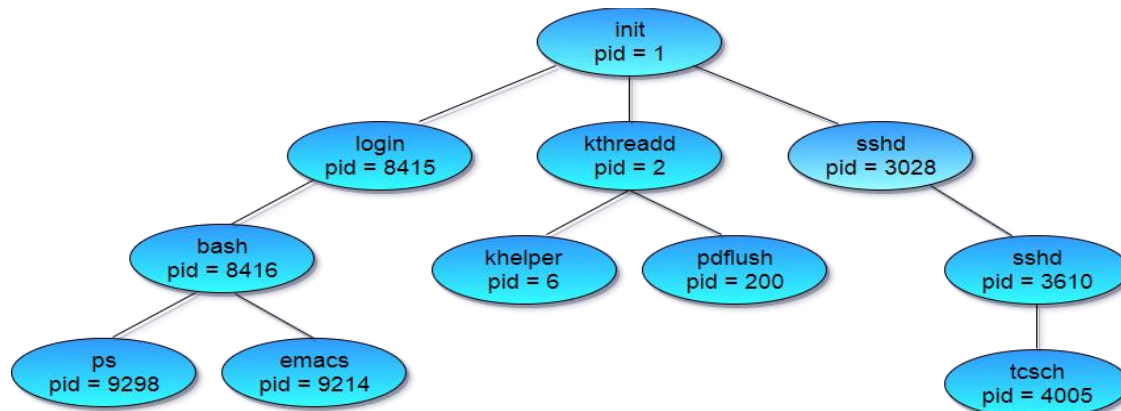 init
pid = 1
login
pid = 8415
kthreadd
pid = 2
sshd
pid = 3028
bash
pid = 8416
khelper
pid = 6
pdflush
pid = 200
sshd
pid = 3610
ps
pid = 9298
emacs
pid = 9214
tcsch
pid = 4005